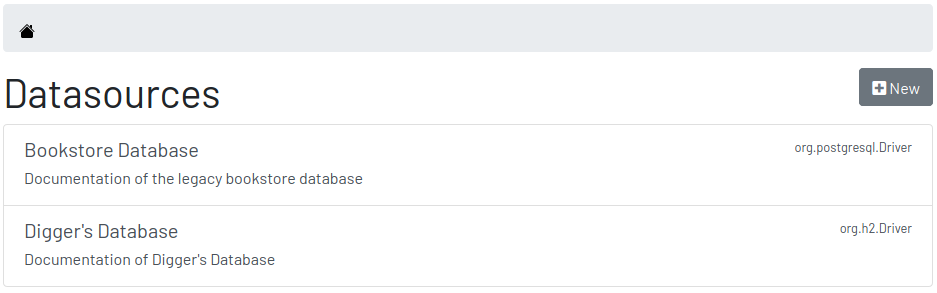 Datasources
New
Bookstore Database
org.postgresql.Driver
Documentation of the legacy bookstore database
Digger's Database
org.h2.Driver
Documentation of Digger's Database